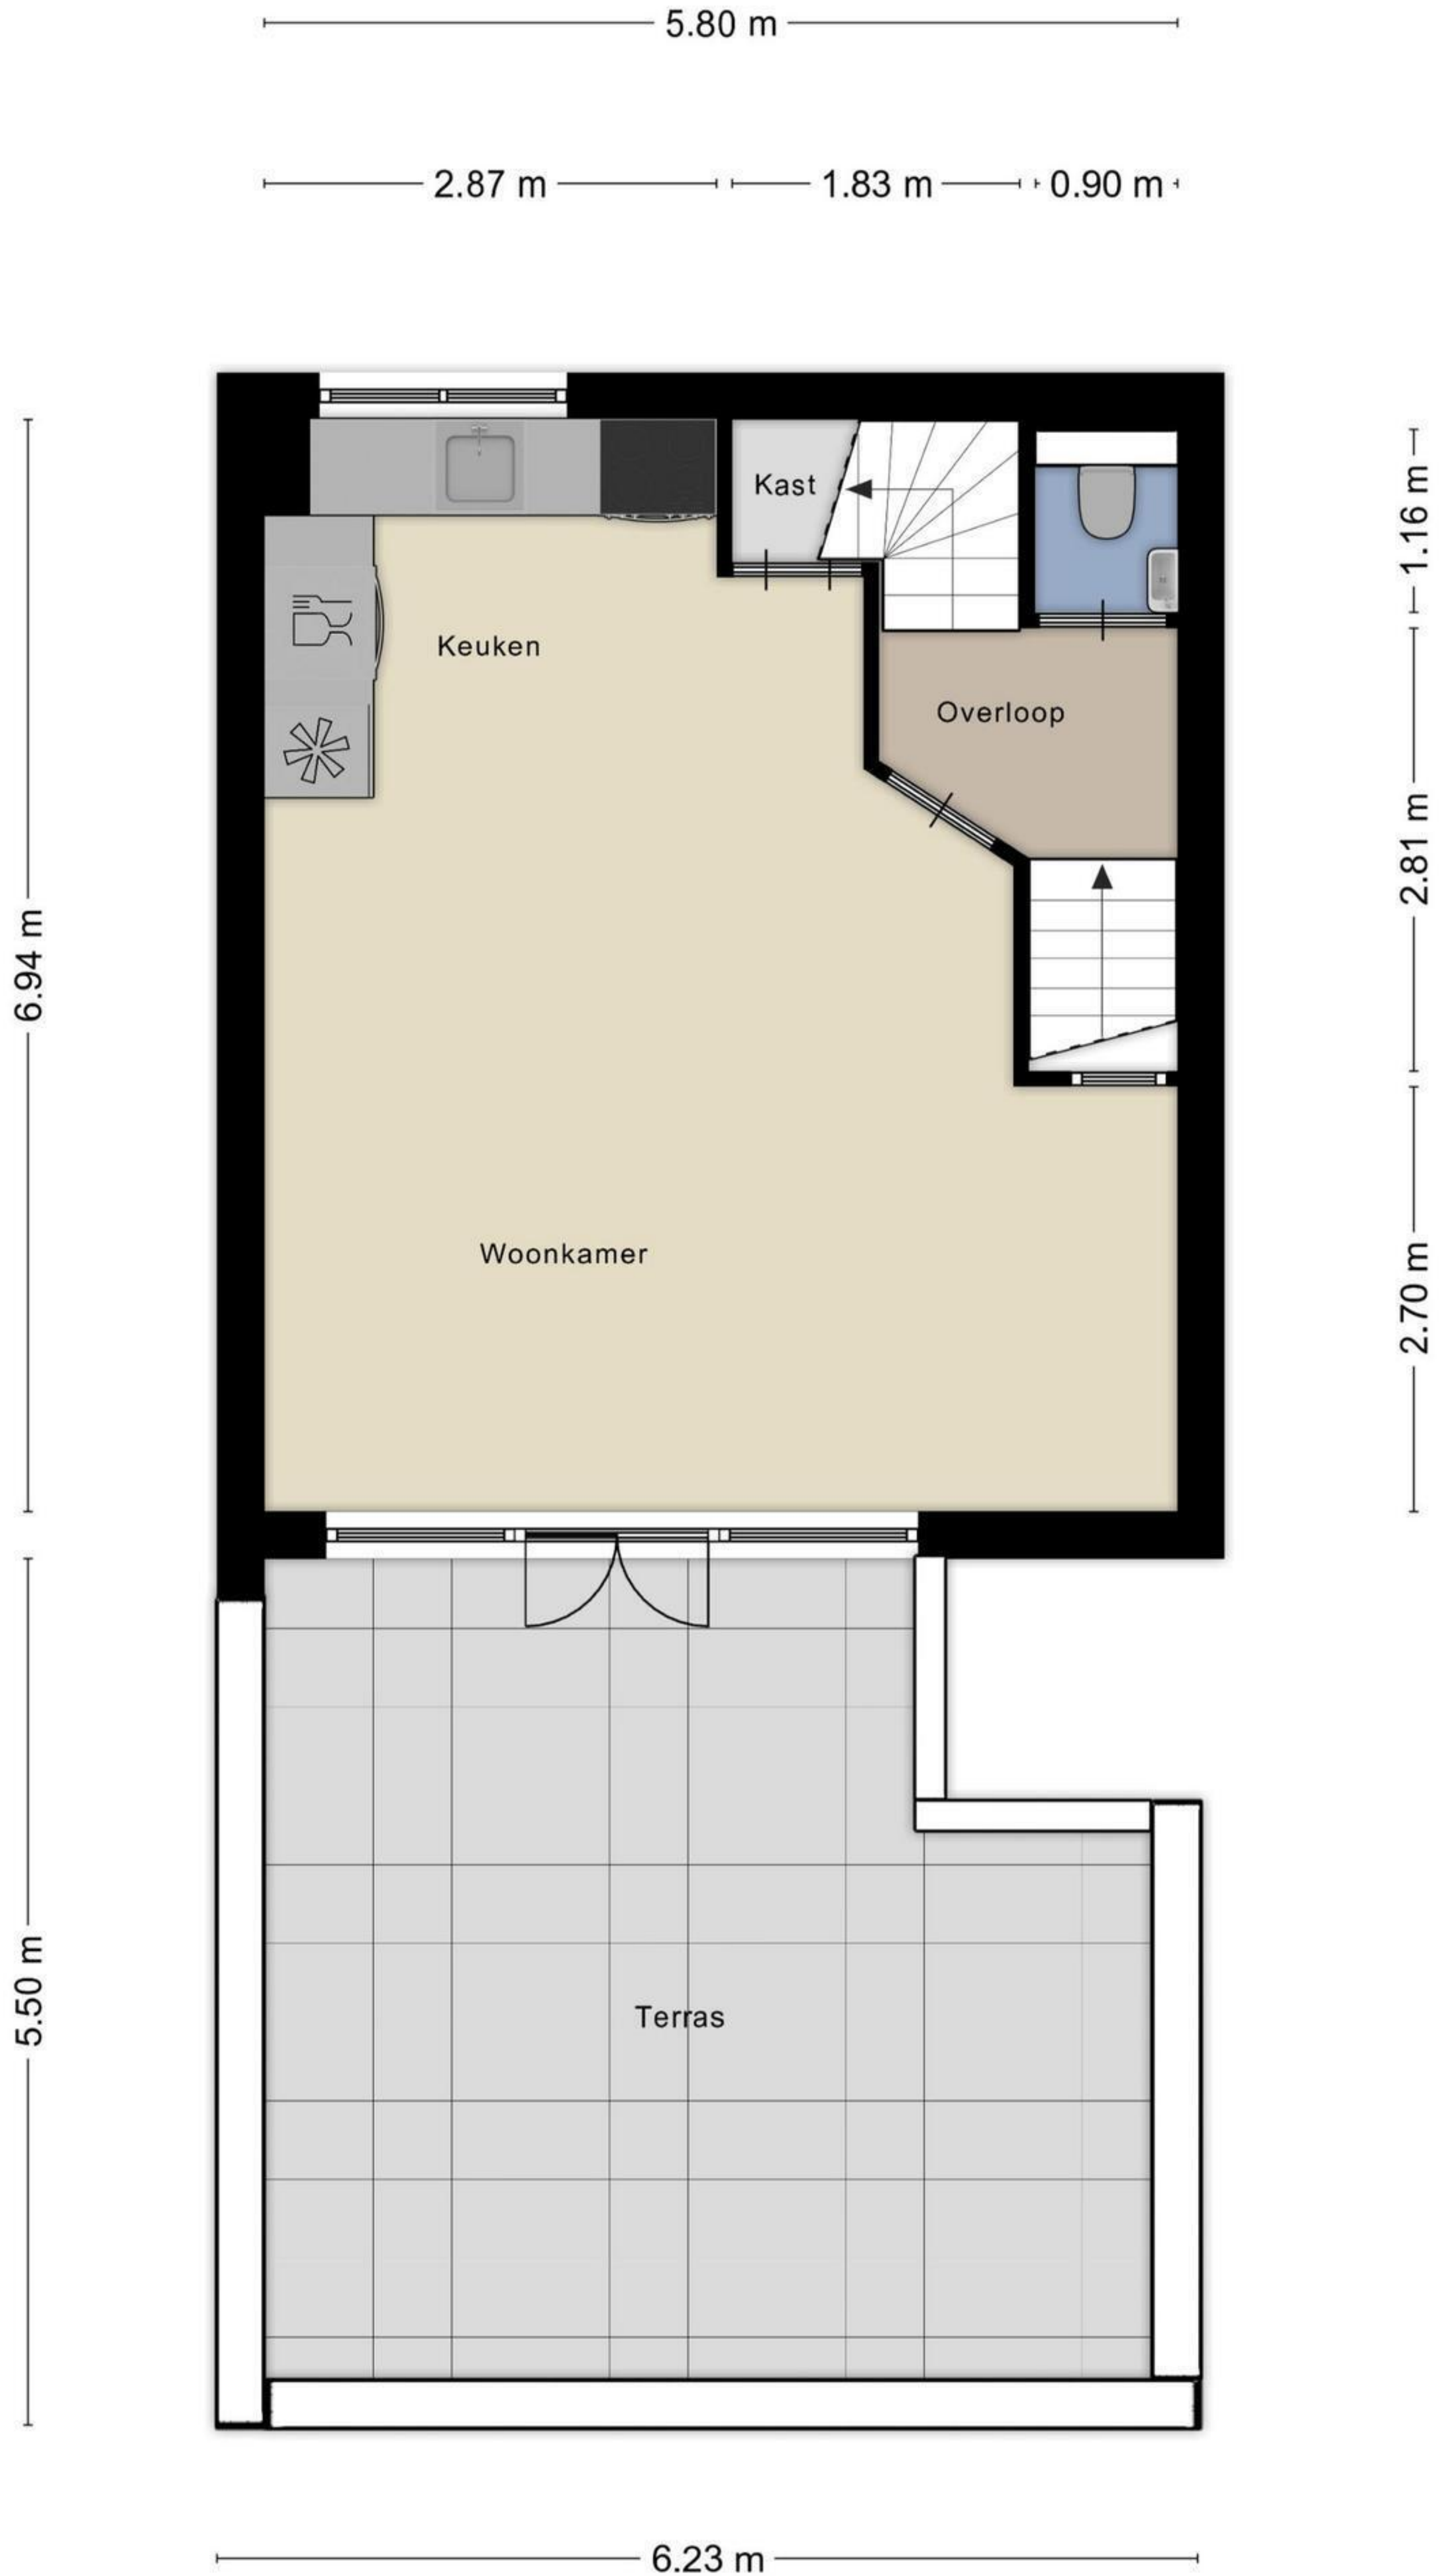 5.80 m
2.87 m
1.83 m
0.90 m
Kast
1.16 m
Keuken
Overloop
2.81 m
6.94 m
Woonkamer
2.70 m
5.50 m
Terras
6.23 m